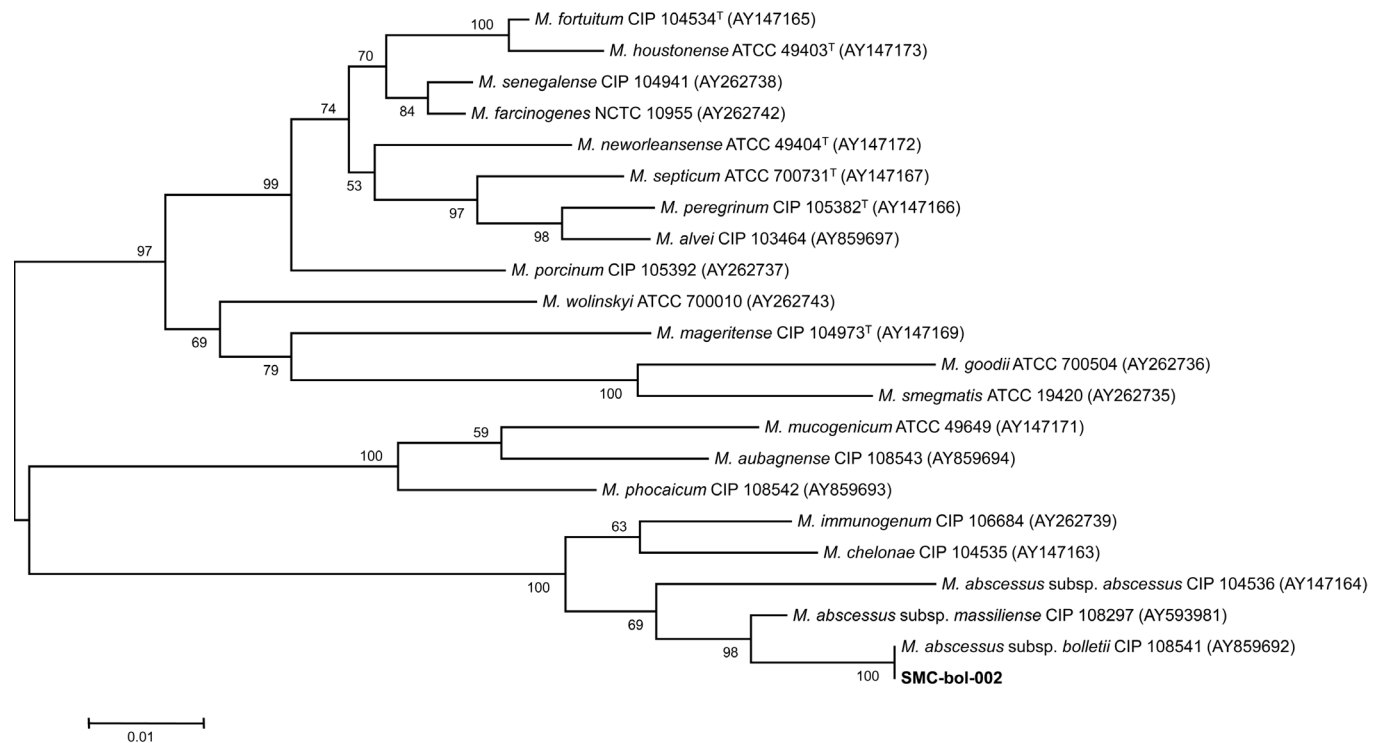 100
M. fortuitum CIP 104534ᵀ (AY147165)
M. houstonense ATCC 49403ᵀ (AY147173)
70
M. senegalense CIP 104941 (AY262738)
84
M. farcinogenes NCTC 10955 (AY262742)
74
M. neworleansense ATCC 49404ᵀ (AY147172)
53
M. septicum ATCC 700731ᵀ (AY147167)
99
97
M. peregrinum CIP 105382ᵀ (AY147166)
98
M. alvei CIP 103464 (AY859697)
97
M. porcinum CIP 105392 (AY262737)
M. wolinskyi ATCC 700010 (AY262743)
69
M. mageritense CIP 104973ᵀ (AY147169)
79
M. goodii ATCC 700504 (AY262736)
100
M. smegmatis ATCC 19420 (AY262735)
M. mucogenicum ATCC 49649 (AY147171)
59
100
M. aubagnense CIP 108543 (AY859694)
M. phocaicum CIP 108542 (AY859693)
M. immunogenum CIP 106684 (AY262739)
63
M. chelonae CIP 104535 (AY147163)
100
M. abscessus subsp. abscessus CIP 104536 (AY147164)
69
M. abscessus subsp. massiliense CIP 108297 (AY593981)
98
M. abscessus subsp. bolletii CIP 108541 (AY859692)
100
SMC-bol-002
0.01